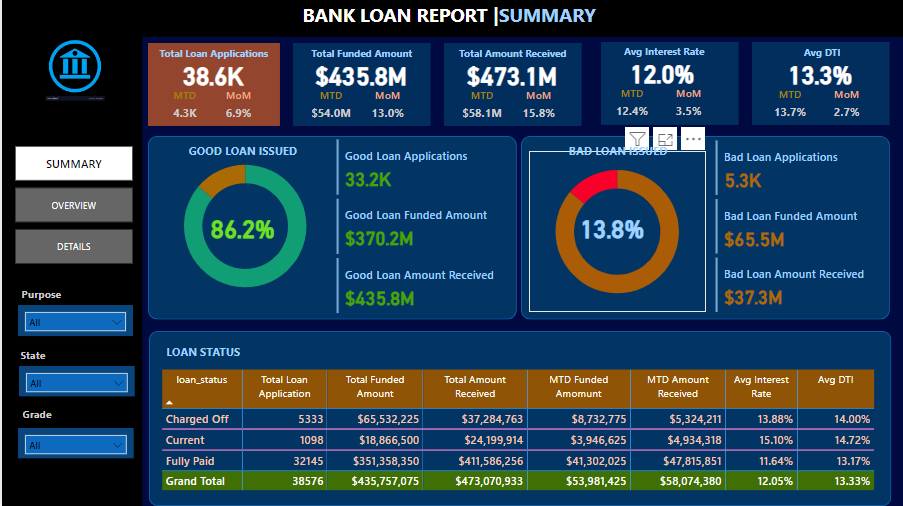 BANK LOAN REPORT |SUMMARY
Total Loan Applications
38.6K
MTD MoM
4.3K 6.9%
Total Funded Amount
$435.8M
MTD MoM
$54.0M 13.0%
Total Amount Received
$473.1M
MTD MoM
$58.1M 15.8%
Avg Interest Rate
12.0%
MTD MoM
12.4% 3.5%
Avg DTI
13.3%
MTD MoM
13.7% 2.7%
SUMMARY
OVERVIEW
DETAILS
Purpose
All
State
All
Grade
All
GOOD LOAN ISSUED
86.2%
Good Loan Applications
33.2K
Good Loan Funded Amount
$370.2M
Good Loan Amount Received
$435.8M
BAD LOAN ISSUED
13.8%
Bad Loan Applications
5.3K
Bad Loan Funded Amount
$65.5M
Bad Loan Amount Received
$37.3M
LOAN STATUS
loan_status Total Loan Application Total Funded Amount Total Amount Received MTD Funded Amomunt MTD Amount Received Avg Interest Rate Avg DTI
Charged Off 5333 $65,532,225 $37,284,763 $8,732,775 $5,324,211 13.88% 14.00%
Current 1098 $18,866,500 $24,199,914 $3,946,625 $4,934,318 15.10% 14.72%
Fully Paid 32145 $351,358,350 $411,586,256 $41,302,025 $47,815,851 11.64% 13.17%
Grand Total 38576 $435,757,075 $473,070,933 $53,981,425 $58,074,380 12.05% 13.33%